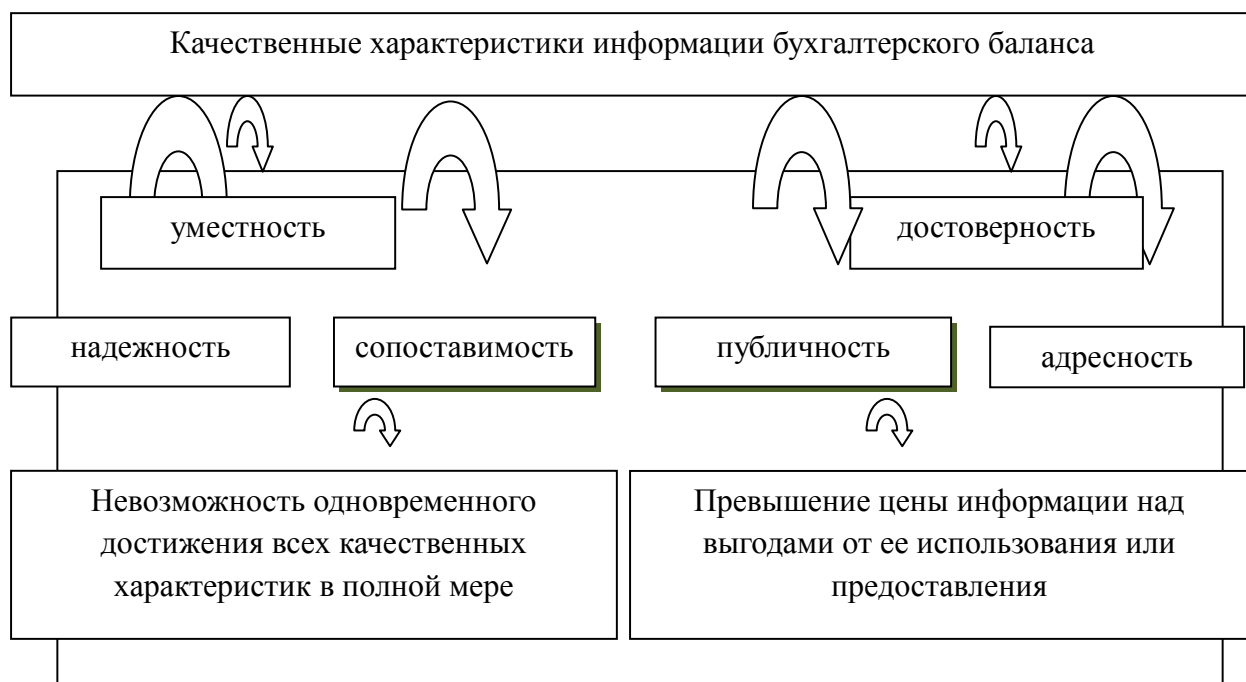 Качественные характеристики информации бухгалтерского баланса
уместность
достоверность
надежность
сопоставимость
публичность
адресность
Невозможность одновременного
достижения всех качественных
характеристик в полной мере
Превышение цены информации над
выгодами от ее использования или
предоставления